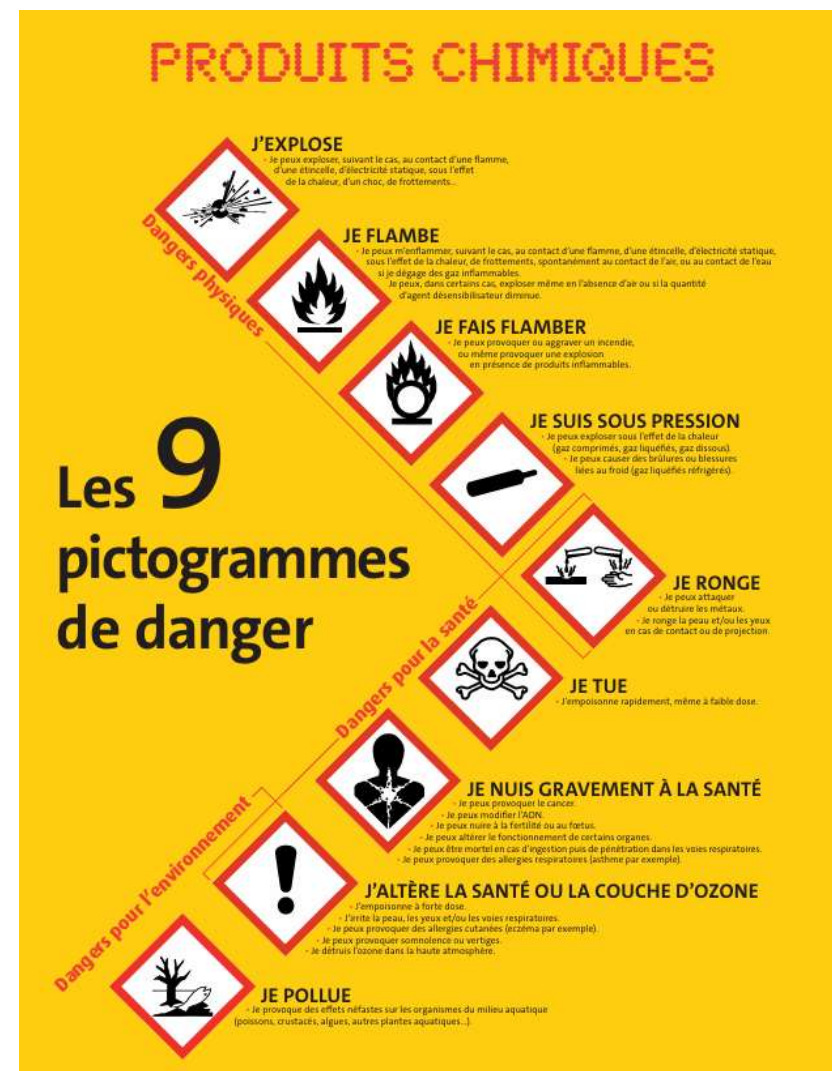 PRODUITS CHIMIQUES
J'EXPLOSE
- Je peux exploser, suivant le cas, au contact d'une flamme,
d'une étincelle, d'électricité statique, sous l'effet
de la chaleur, d'un choc, de frottements...
Dangers physiques
JE FLAMBE
- Je peux m'enflammer, suivant le cas, au contact d'une flamme, d'une étincelle, d'électricité statique,
sous l'effet de la chaleur, de frottements, spontanément au contact de l'air, ou au contact de l'eau
si je dégage des gaz inflammables.
Je peux, dans certains cas, exploser même en l'absence d'air ou si la quantité
d'agent désensibilisateur diminue.
JE FAIS FLAMBER
- Je peux provoquer ou aggraver un incendie,
ou même provoquer une explosion
en présence de produits inflammables.
JE SUIS SOUS PRESSION
- Je peux exploser sous l'effet de la chaleur
(gaz comprimés, gaz liquéfiés, gaz dissous).
- Je peux causer des brûlures ou blessures
liées au froid (gaz liquéfiés réfrigérés).
Les 9
pictogrammes
de danger
JE RONGE
- Je peux attaquer
ou détruire les métaux.
- Je ronge la peau et/ou les yeux
en cas de contact ou de projection.
Dangers pour la santé
JE TUE
- J'empoisonne rapidement, même à faible dose.
JE NUIS GRAVEMENT À LA SANTÉ
- Je peux provoquer le cancer.
- Je peux modifier l'ADN.
- Je peux nuire à la fertilité ou au fœtus.
- Je peux altérer le fonctionnement de certains organes.
- Je peux être mortel en cas d'ingestion puis de pénétration dans les voies respiratoires.
- Je peux provoquer des allergies respiratoires (asthme par exemple).
Dangers pour l'environnement
J'ALTÈRE LA SANTÉ OU LA COUCHE D'OZONE
- J'empoisonne à forte dose.
- J'irrite la peau, les yeux et/ou les voies respiratoires.
- Je peux provoquer des allergies cutanées (eczéma par exemple).
- Je peux provoquer somnolence ou vertiges.
- Je détruis l'ozone dans la haute atmosphère.
JE POLLUE
- Je provoque des effets néfastes sur les organismes du milieu aquatique
(poissons, crustacés, algues, autres plantes aquatiques...).